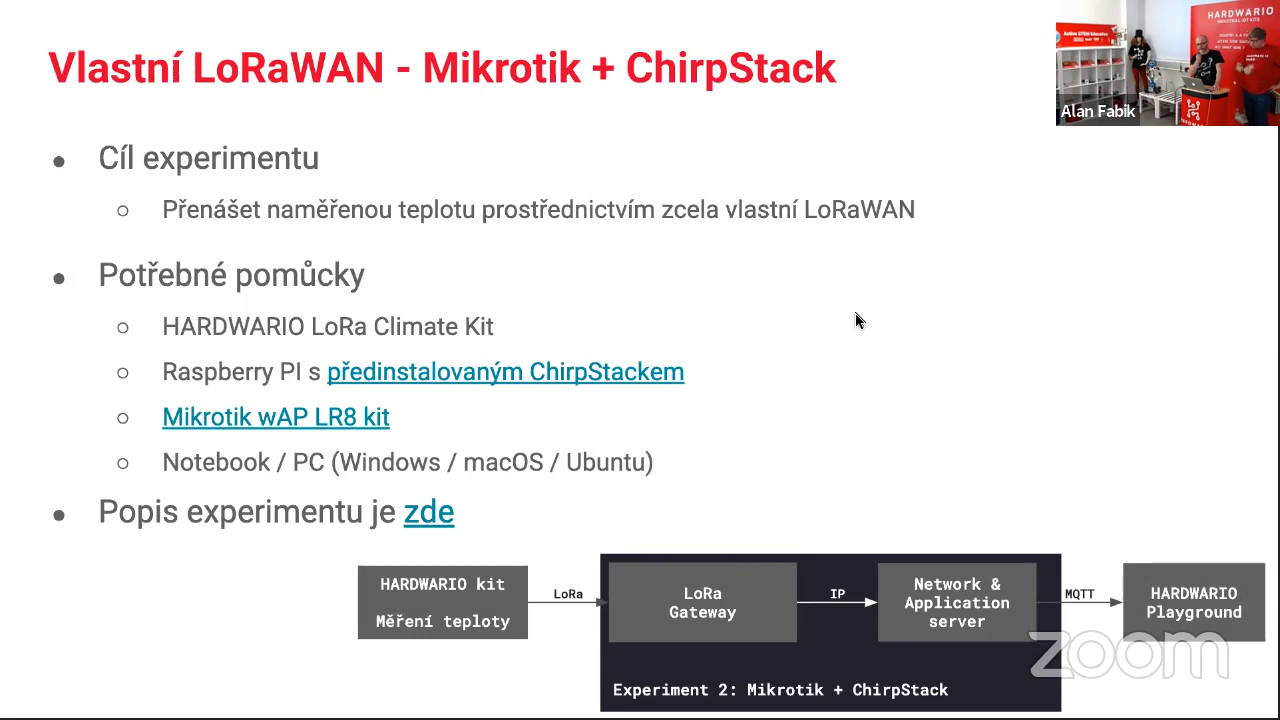 Vlastní LoRaWAN - Mikrotik + ChirpStack
HARDWARIO
Alan Fabik
● Cíl experimentu
○ Přenášet naměřenou teplotu prostřednictvím zcela vlastní LoRaWAN
● Potřebné pomůcky
○ HARDWARIO LoRa Climate Kit
○ Raspberry PI s předinstalovaným ChirpStackem
○ Mikrotik wAP LR8 kit
○ Notebook / PC (Windows / macOS / Ubuntu)
● Popis experimentu je zde
HARDWARIO kit
Měření teploty
LoRa
LoRa
Gateway
IP
Network &
Application
server
MQTT
HARDWARIO
Playground
Experiment 2: Mikrotik + ChirpStack
zoom